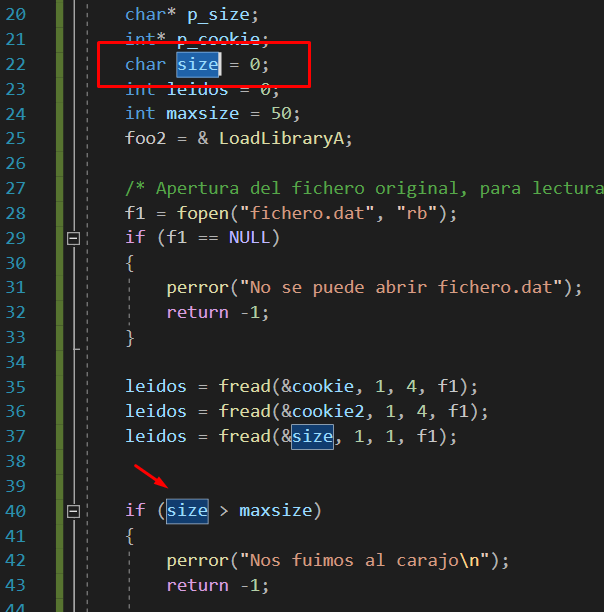 20 char* p_size;
21 int* p_cookie;
22 char size = 0;
23 int leidos = 0;
24 int maxsize = 50;
25 foo2 = & LoadLibraryA;
26
27 /* Apertura del fichero original, para lectura
28 f1 = fopen("fichero.dat", "rb");
29 if (f1 == NULL)
30 {
31 perror("No se puede abrir fichero.dat");
32 return -1;
33 }
34
35 leidos = fread(&cookie, 1, 4, f1);
36 leidos = fread(&cookie2, 1, 4, f1);
37 leidos = fread(&size, 1, 1, f1);
38
39
40 if (size > maxsize)
41 {
42 perror("Nos fuimos al carajo\n");
43 return -1;
44